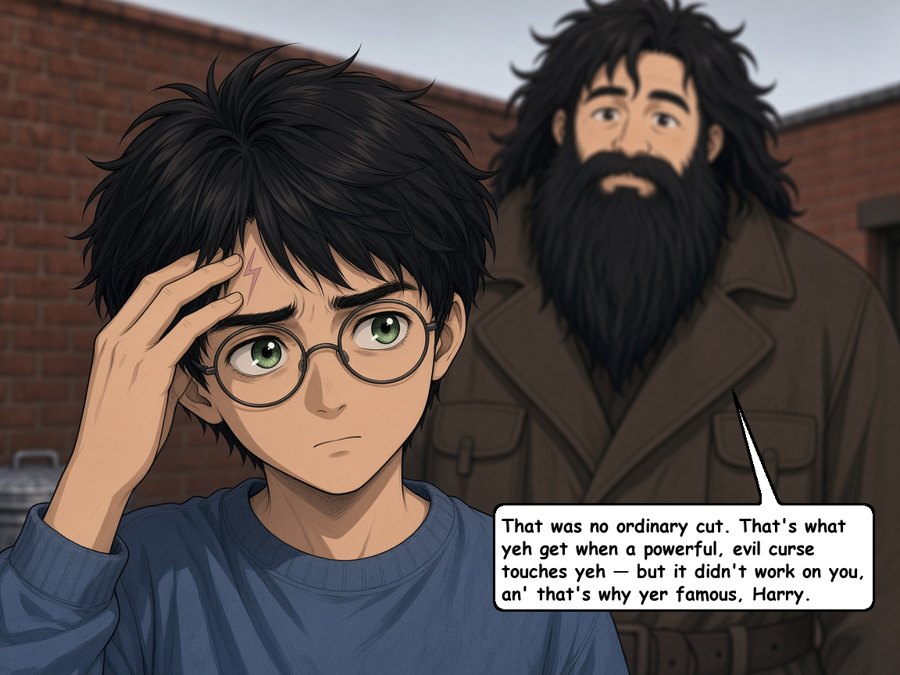 That was no ordinary cut. That's what
yeh get when a powerful, evil curse
touches yeh — but it didn't work on you,
an' that's why yer famous, Harry.